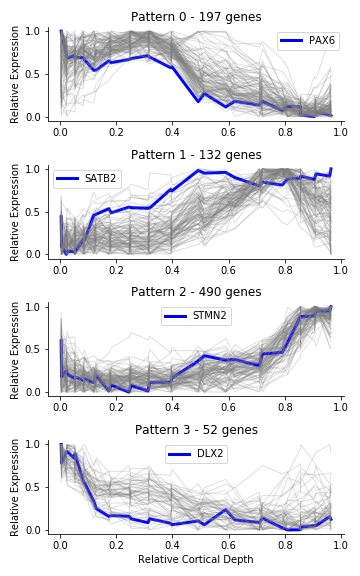 Pattern 0 - 197 genes
PAX6
Relative Expression
1.0
0.5
0.0
0.0 0.2 0.4 0.6 0.8 1.0
Pattern 1 - 132 genes
SATB2
Relative Expression
1.0
0.5
0.0
0.0 0.2 0.4 0.6 0.8 1.0
Pattern 2 - 490 genes
STMN2
Relative Expression
1.0
0.5
0.0
0.0 0.2 0.4 0.6 0.8 1.0
Pattern 3 - 52 genes
DLX2
Relative Expression
1.0
0.5
0.0
0.0 0.2 0.4 0.6 0.8 1.0
Relative Cortical Depth